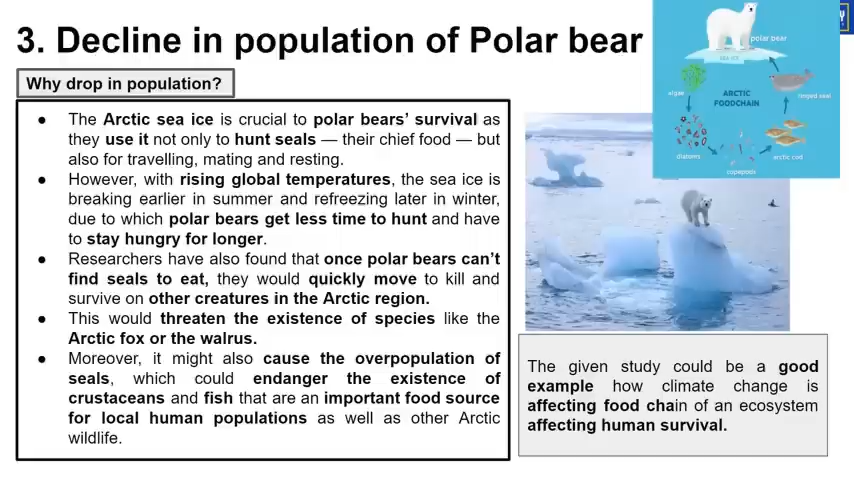 3. Decline in population of Polar bear
Why drop in population?
● The Arctic sea ice is crucial to polar bears' survival as
they use it not only to hunt seals — their chief food — but
also for travelling, mating and resting.
● However, with rising global temperatures, the sea ice is
breaking earlier in summer and refreezing later in winter,
due to which polar bears get less time to hunt and have
to stay hungry for longer.
● Researchers have also found that once polar bears can't
find seals to eat, they would quickly move to kill and
survive on other creatures in the Arctic region.
● This would threaten the existence of species like the
Arctic fox or the walrus.
● Moreover, it might also cause the overpopulation of
seals, which could endanger the existence of
crustaceans and fish that are an important food source
for local human populations as well as other Arctic
wildlife.
polar bear
SEA ICE
algae
ARCTIC
FOODCHAIN
ringed seal
diatoms
copepods
arctic cod
Y
The given study could be a good
example how climate change is
affecting food chain of an ecosystem
affecting human survival.